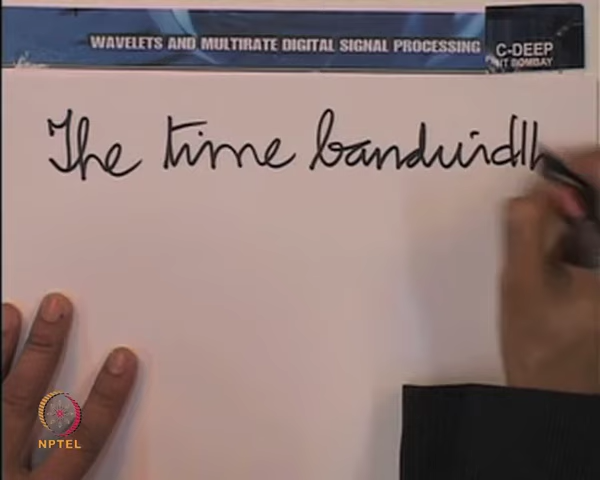 WAVELETS AND MULTIRATE DIGITAL SIGNAL PROCESSING
C-DEEP
IIT BOMBAY
The time bandwidth
NPTEL